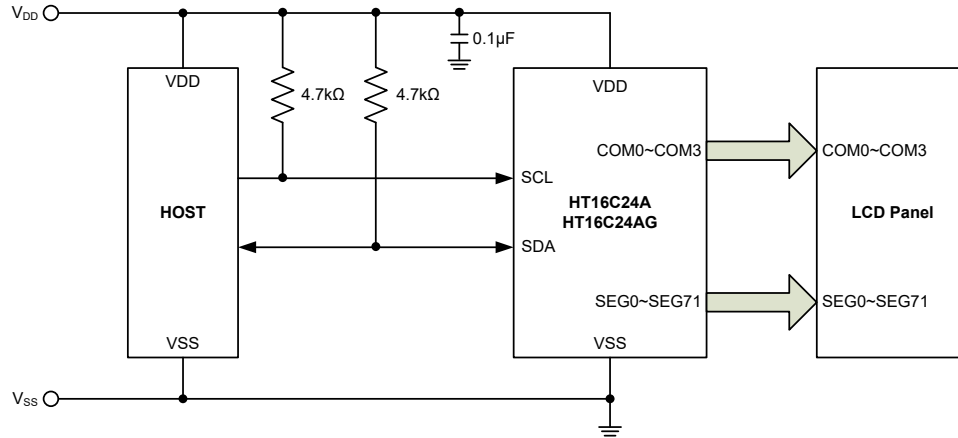 VDD
0.1μF
VDD
4.7kΩ
4.7kΩ
VDD
COM0~COM3
COM0~COM3
SCL
HOST
HT16C24A
HT16C24AG
LCD Panel
SDA
SEG0~SEG71
SEG0~SEG71
VSS
VSS
VSS